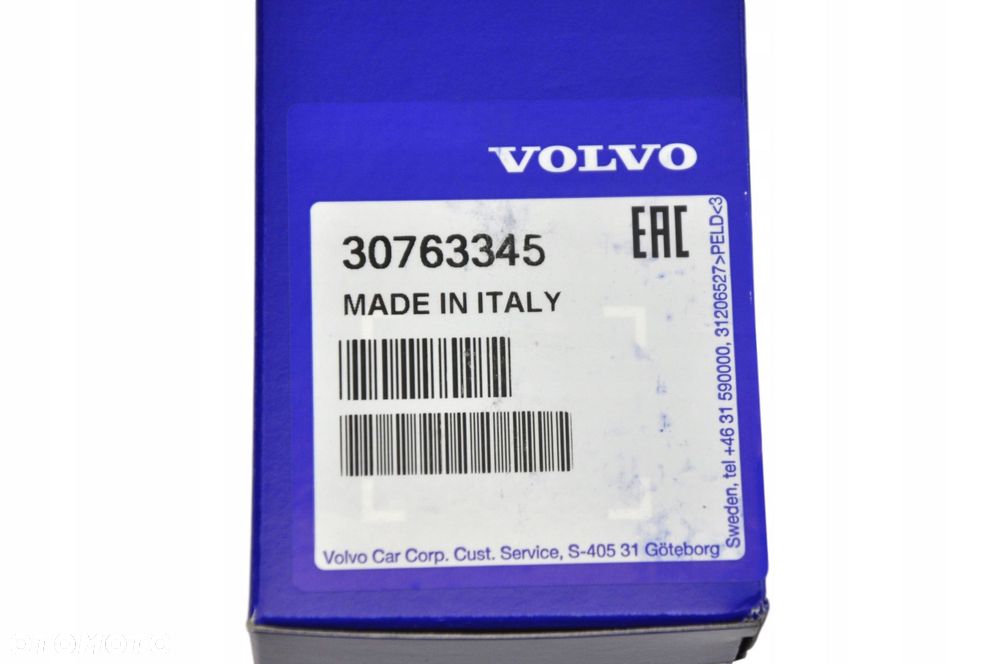 VOLVO
EAC
30763345
MADE IN ITALY
Volvo Car Corp. Cust. Service, S-405 31 Göteborg
Sweden, tel +46 31 590000, 31206527>PELD<3
OTOMOTO